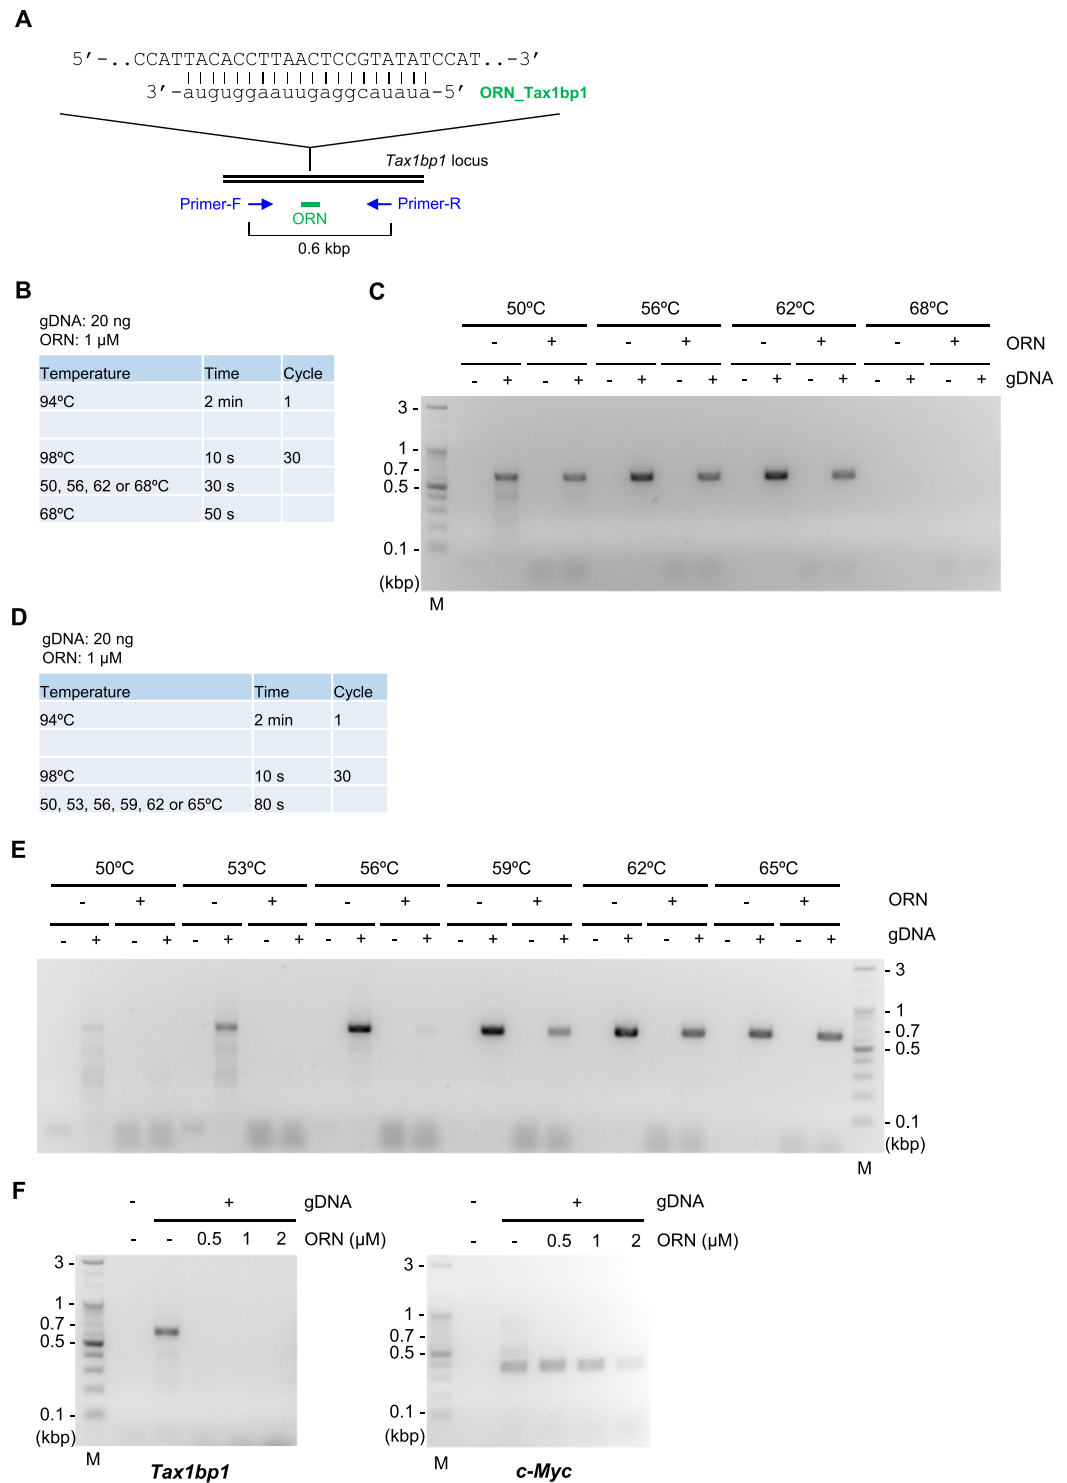 A
5′-..CCATTACACCTTAACTCCGTATATCCAT..-3′
3′-auguggaauugaggcauaua-5′ ORN_Tax1bp1
Tax1bp1 locus
Primer-F
ORN
Primer-R
0.6 kbp
B
gDNA: 20 ng
ORN: 1 µM
Temperature Time Cycle
94ºC 2 min 1
98ºC 10 s 30
50, 56, 62 or 68ºC 30 s
68ºC 50 s
C
50ºC 56ºC 62ºC 68ºC
- + - + - + - + ORN
- + - + - + - + - + - + - + - + gDNA
3 -
1 -
0.7 -
0.5 -
0.1 -
(kbp)
M
D
gDNA: 20 ng
ORN: 1 µM
Temperature Time Cycle
94ºC 2 min 1
98ºC 10 s 30
50, 53, 56, 59, 62 or 65ºC 80 s
E
50ºC 53ºC 56ºC 59ºC 62ºC 65ºC
- + - + - + - + - + - + ORN
- + - + - + - + - + - + - + - + - + - + - + - + gDNA
- 3
- 1
- 0.7
- 0.5
- 0.1
(kbp)
M
F
- + gDNA
- - 0.5 1 2 ORN (µM)
3 -
1 -
0.7 -
0.5 -
0.1 -
(kbp)
M
Tax1bp1
- + gDNA
- - 0.5 1 2 ORN (µM)
3 -
1 -
0.7 -
0.5 -
0.1 -
(kbp)
M
c-Myc